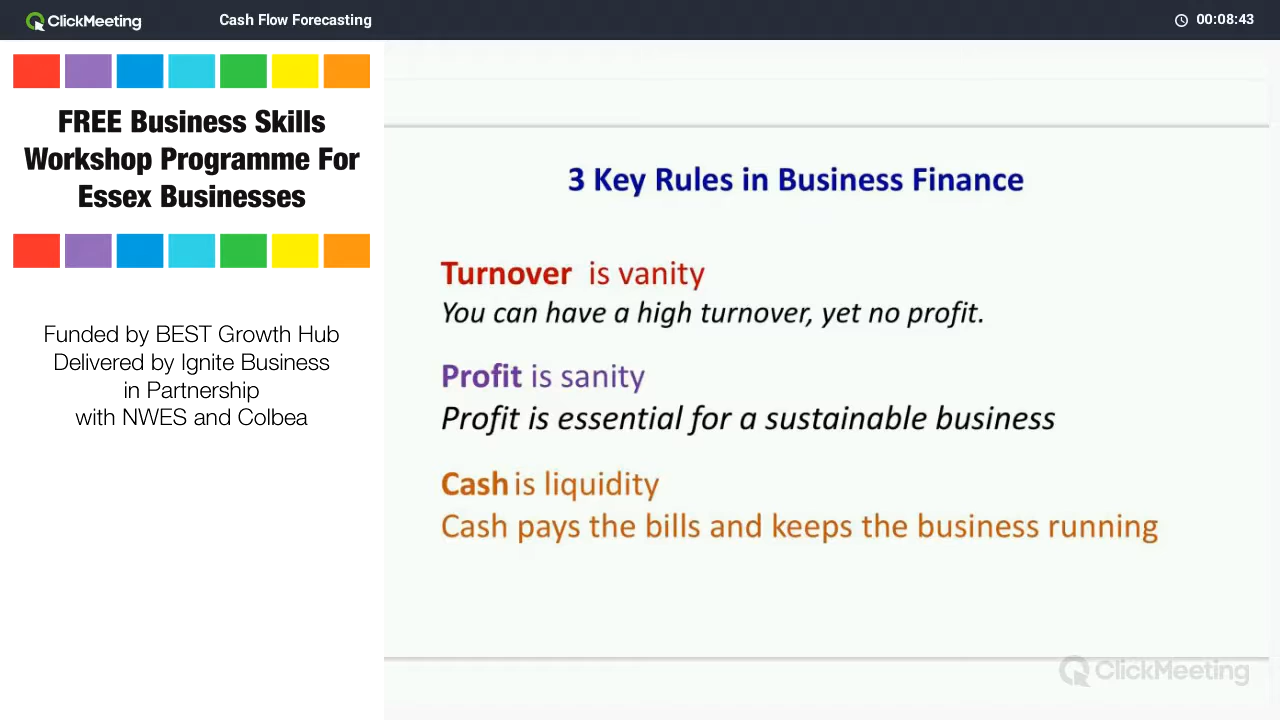 ClickMeeting
Cash Flow Forecasting
00:08:43
FREE Business Skills
Workshop Programme For
Essex Businesses
Funded by BEST Growth Hub
Delivered by Ignite Business
in Partnership
with NWES and Colbea
3 Key Rules in Business Finance
Turnover is vanity
You can have a high turnover, yet no profit.
Profit is sanity
Profit is essential for a sustainable business
Cash is liquidity
Cash pays the bills and keeps the business running
ClickMeeting